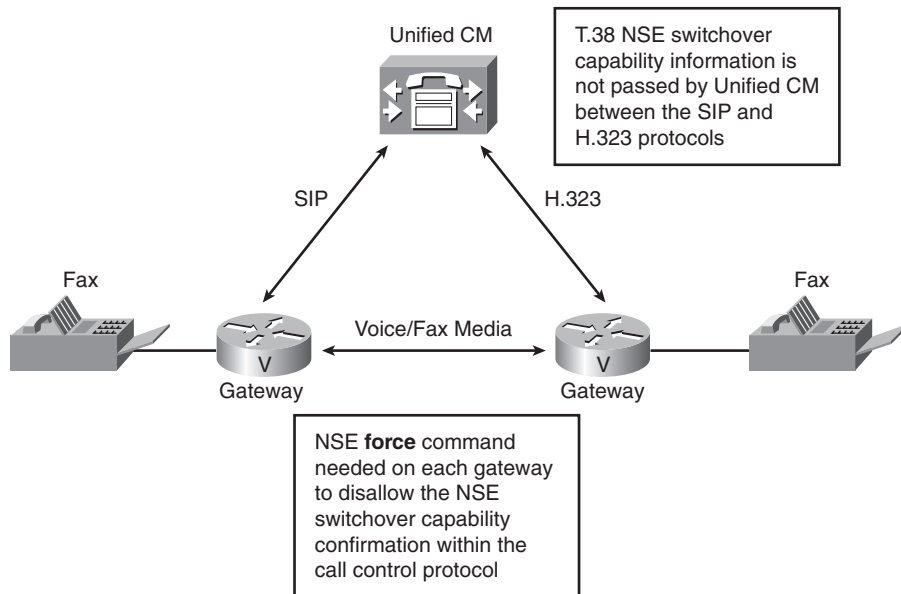 Unified CM
T.38 NSE switchover
capability information is
not passed by Unified CM
between the SIP and
H.323 protocols
SIP
H.323
Fax
Fax
Voice/Fax Media
V
V
Gateway
Gateway
NSE force command
needed on each gateway
to disallow the NSE
switchover capability
confirmation within the
call control protocol